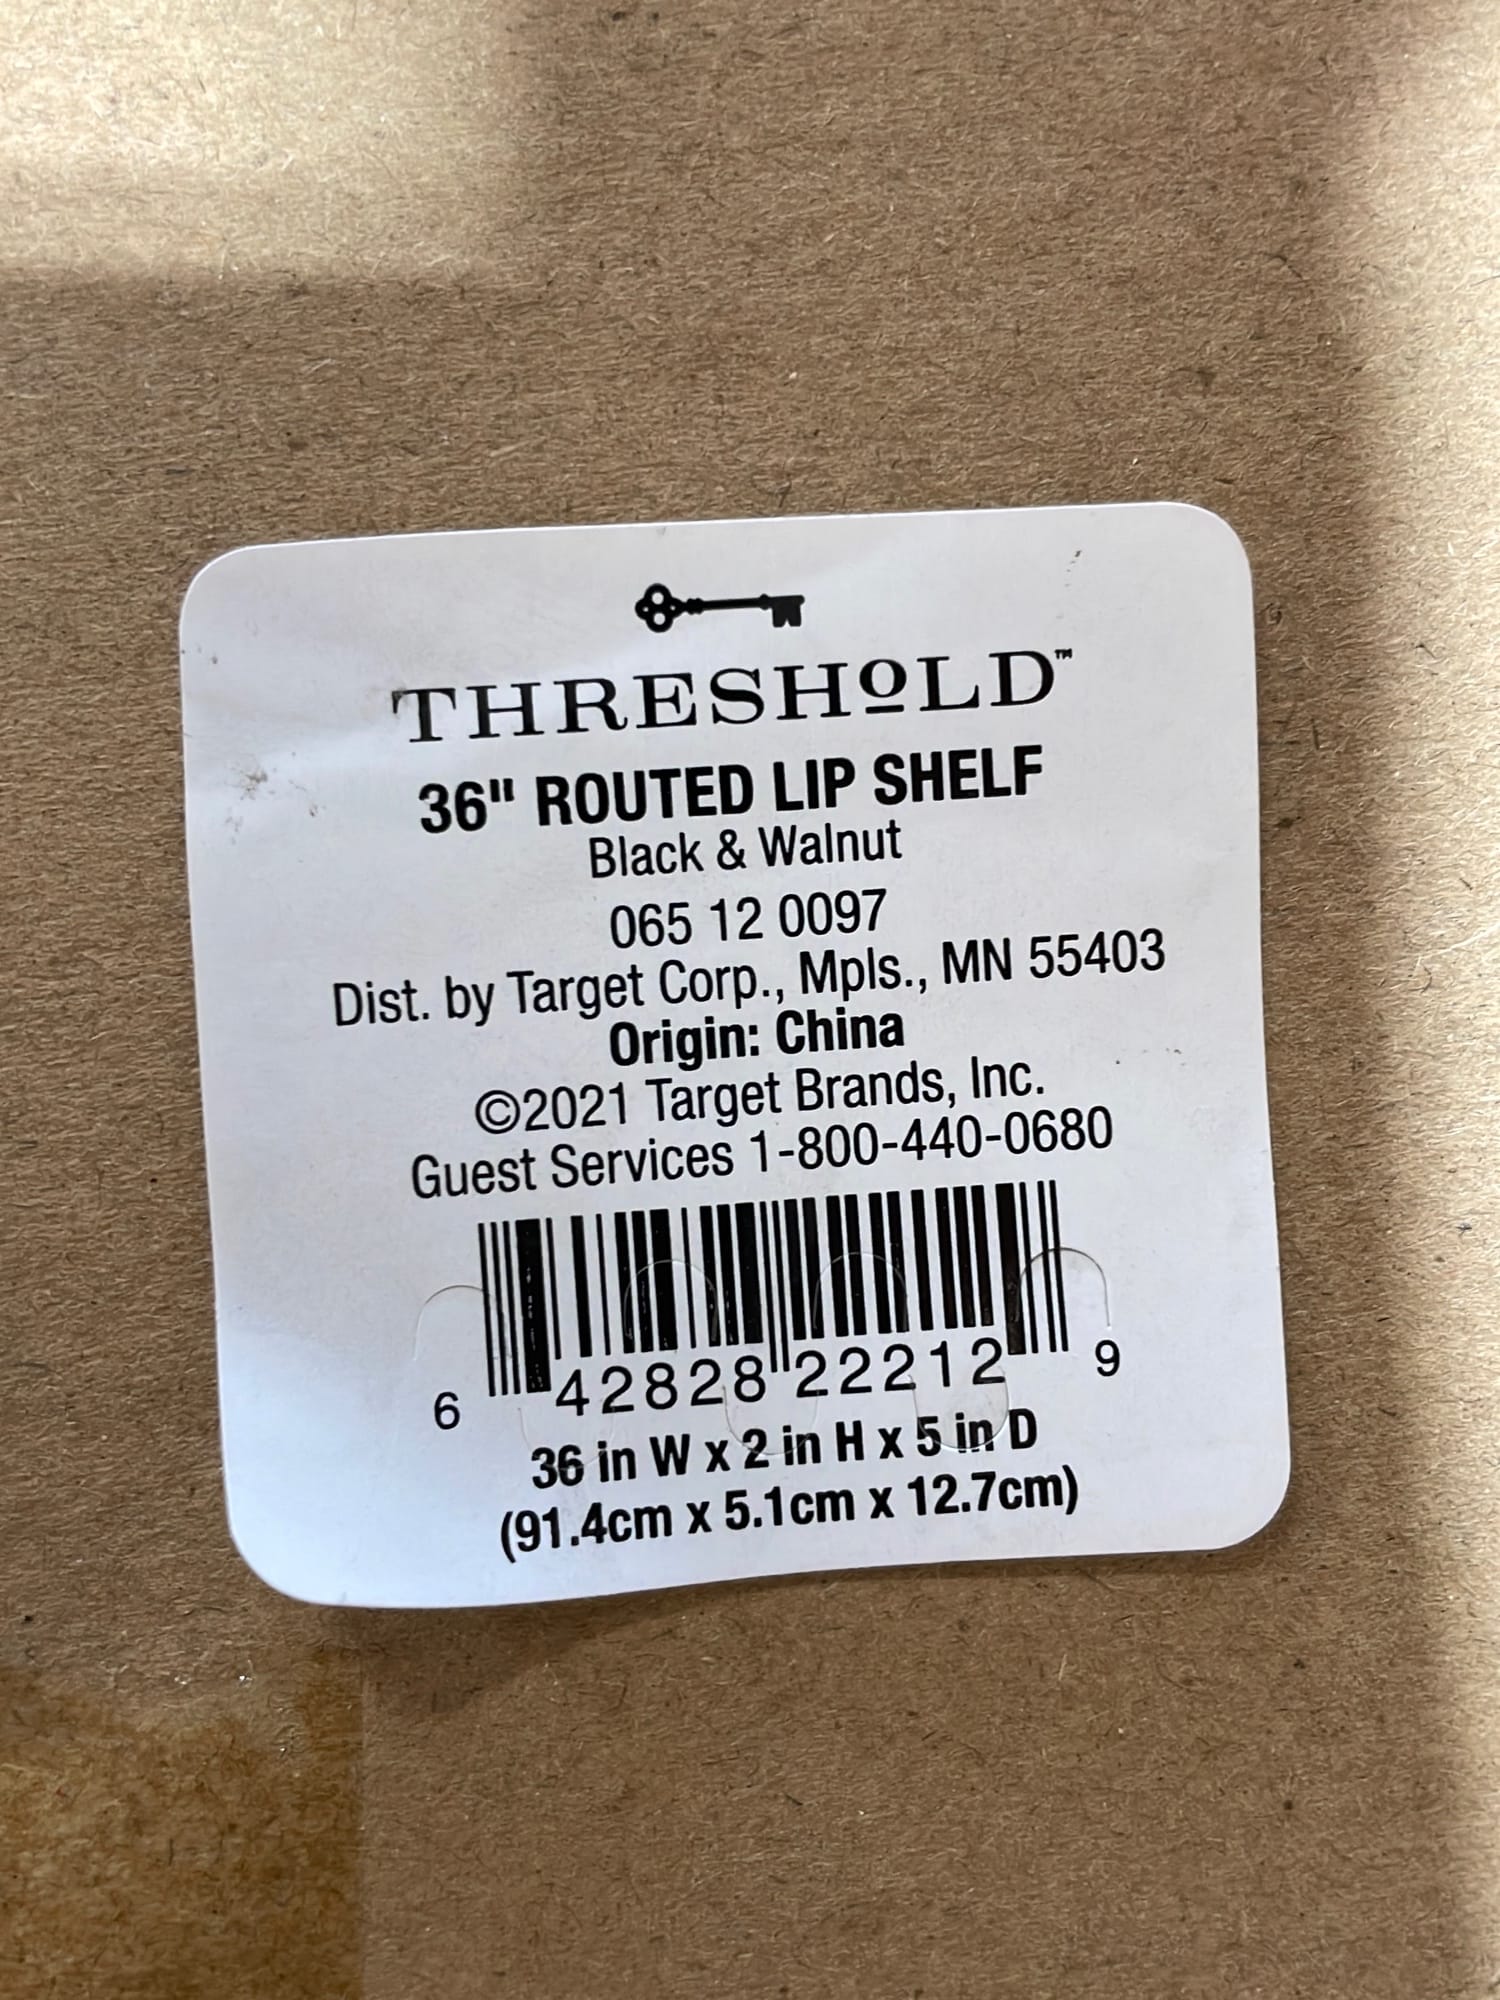 THRESHOLD™
36" ROUTED LIP SHELF
Black & Walnut
065 12 0097
Dist. by Target Corp., Mpls., MN 55403
Origin: China
©2021 Target Brands, Inc.
Guest Services 1-800-440-0680
6 42828 22212 9
36 in W x 2 in H x 5 in D
(91.4cm x 5.1cm x 12.7cm)